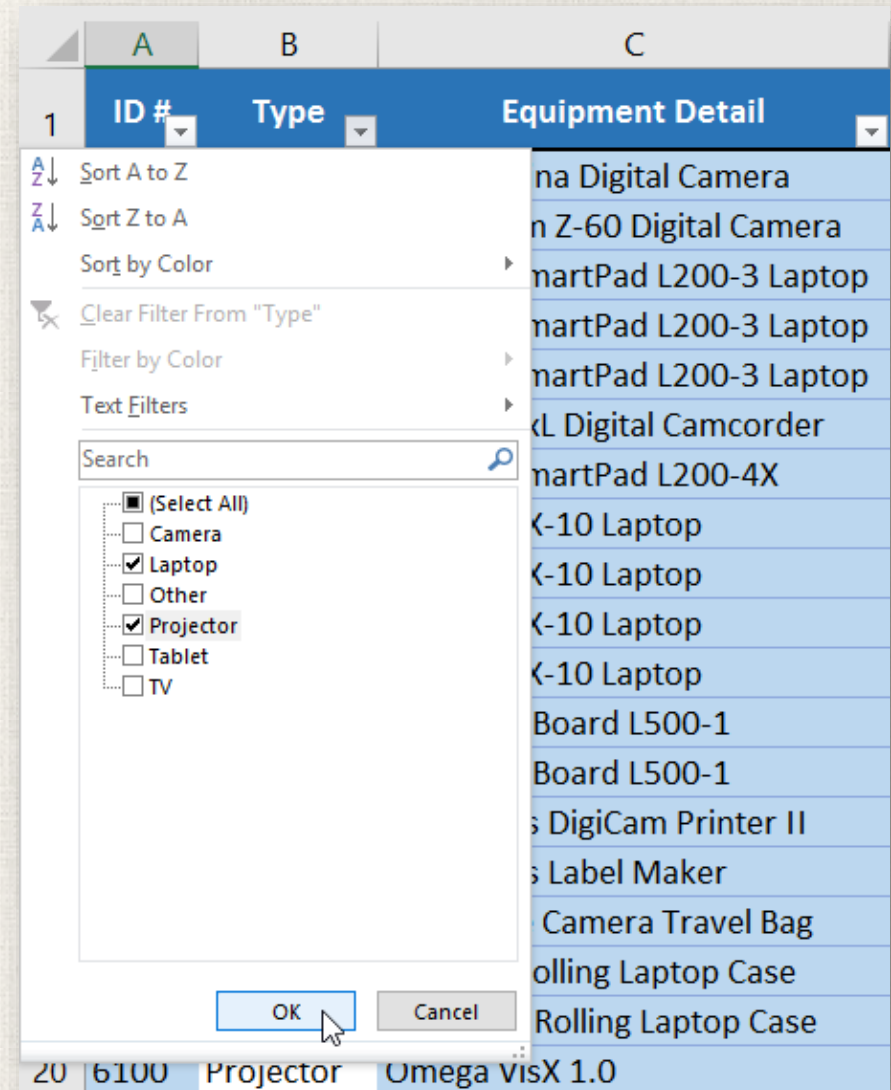 A B C
1 ID # Type Equipment Detail
Sort A to Z
Sort Z to A
Sort by Color
Clear Filter From "Type"
Filter by Color
Text Filters
Search
(Select All)
Camera
Laptop
Other
Projector
Tablet
TV
OK Cancel
na Digital Camera
n Z-60 Digital Camera
martPad L200-3 Laptop
martPad L200-3 Laptop
martPad L200-3 Laptop
xL Digital Camcorder
martPad L200-4X
X-10 Laptop
X-10 Laptop
X-10 Laptop
X-10 Laptop
Board L500-1
Board L500-1
s DigiCam Printer II
s Label Maker
Camera Travel Bag
olling Laptop Case
Rolling Laptop Case
20 6100 Projector Omega VisX 1.0